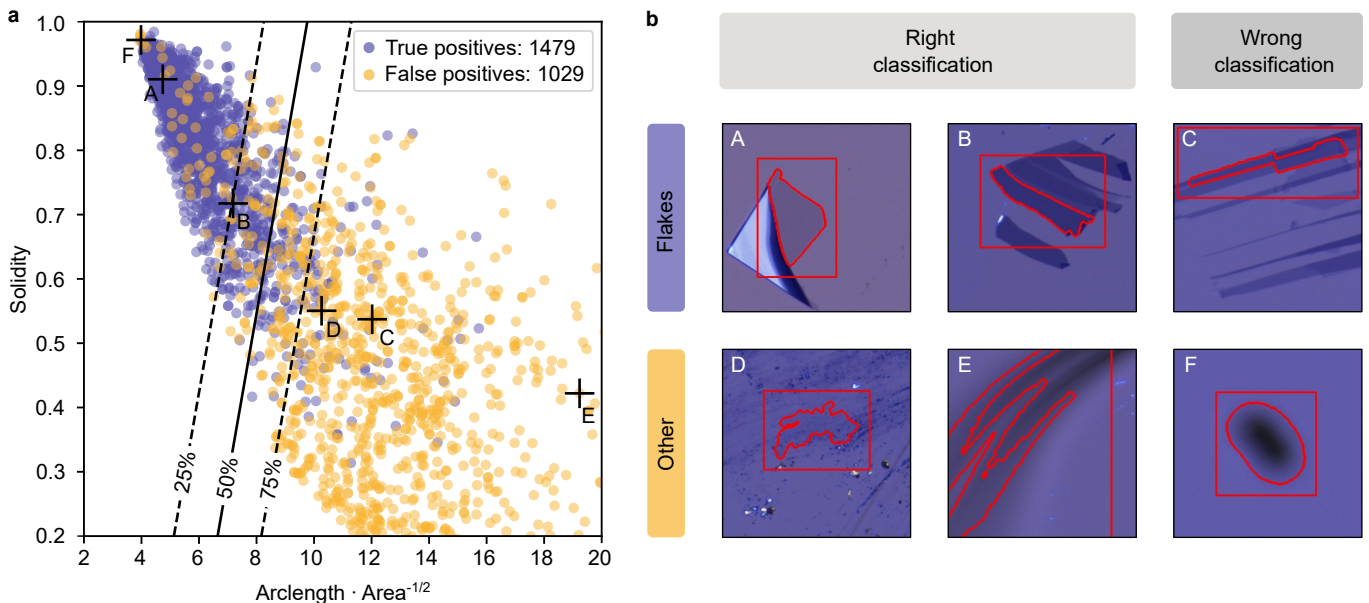 a
1.0
0.9
0.8
0.7
0.6
0.5
0.4
0.3
0.2
Solidity
2
4
6
8
10
12
14
16
18
20
Arclength · Area^-1/2
True positives: 1479
False positives: 1029
F
A
B
D
C
E
25%
50%
75%
b
Right
classification
Wrong
classification
Flakes
A
B
C
Other
D
E
F